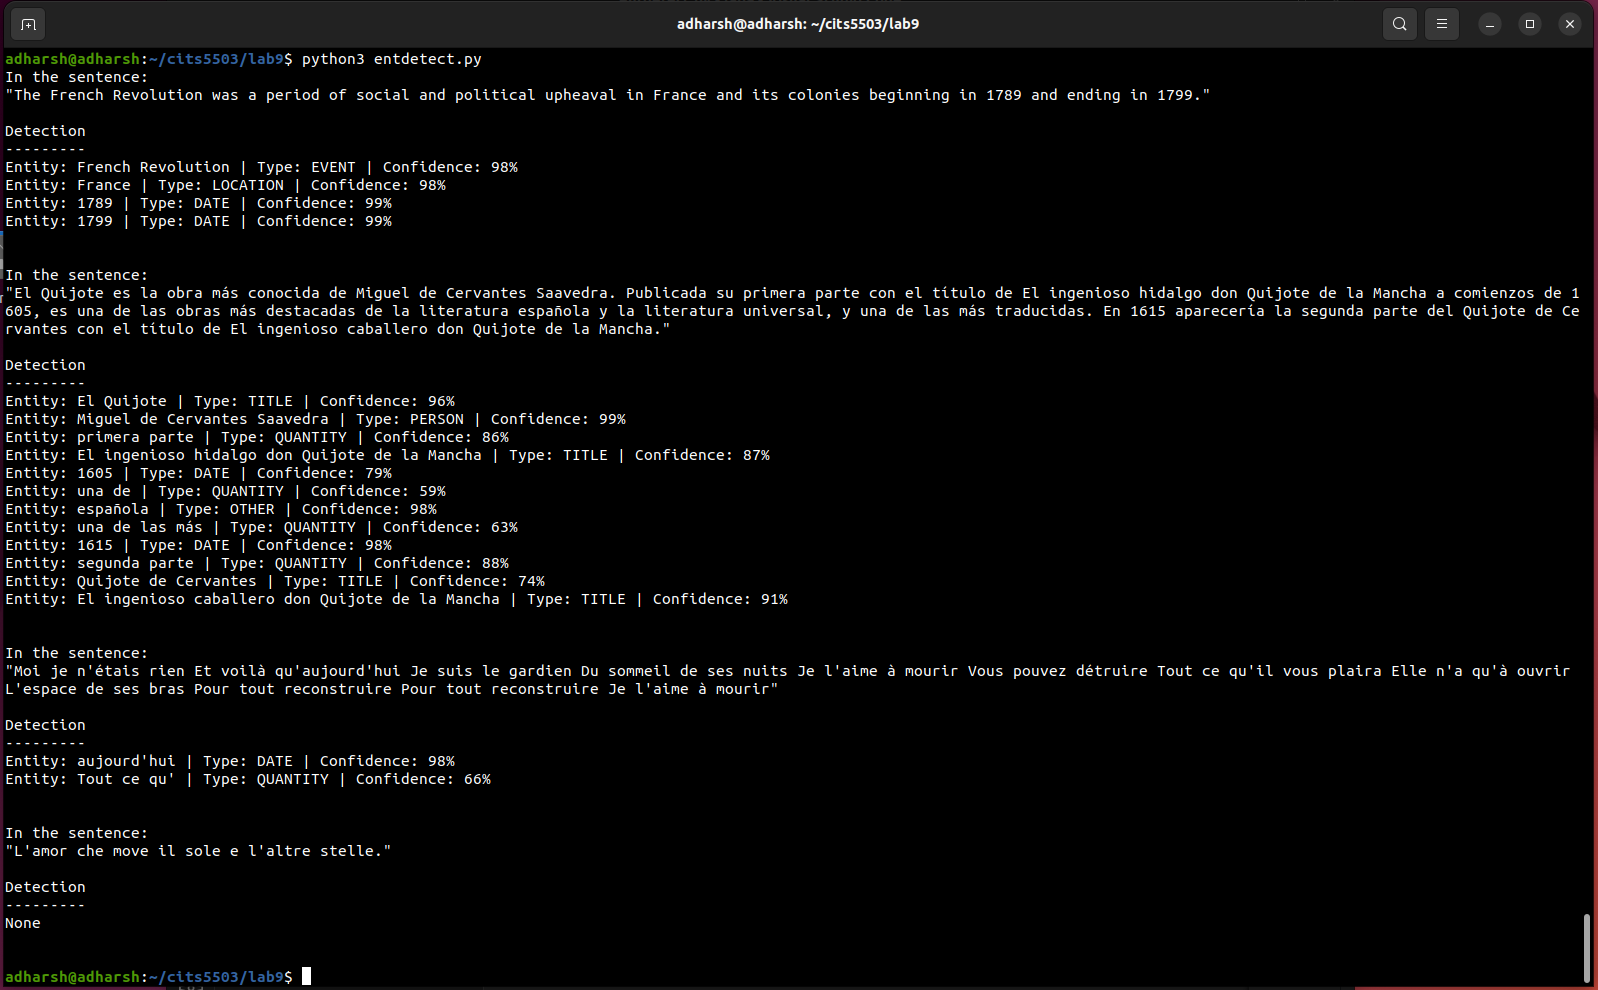 adharsh@adharsh: ~/cits5503/lab9
adharsh@adharsh:~/cits5503/lab9$ python3 entdetect.py
In the sentence:
"The French Revolution was a period of social and political upheaval in France and its colonies beginning in 1789 and ending in 1799."
Detection
---------
Entity: French Revolution | Type: EVENT | Confidence: 98%
Entity: France | Type: LOCATION | Confidence: 98%
Entity: 1789 | Type: DATE | Confidence: 99%
Entity: 1799 | Type: DATE | Confidence: 99%
In the sentence:
"El Quijote es la obra más conocida de Miguel de Cervantes Saavedra. Publicada su primera parte con el título de El ingenioso hidalgo don Quijote de la Mancha a comienzos de 1
605, es una de las obras más destacadas de la literatura española y la literatura universal, y una de las más traducidas. En 1615 aparecería la segunda parte del Quijote de Ce
rvantes con el título de El ingenioso caballero don Quijote de la Mancha."
Detection
---------
Entity: El Quijote | Type: TITLE | Confidence: 96%
Entity: Miguel de Cervantes Saavedra | Type: PERSON | Confidence: 99%
Entity: primera parte | Type: QUANTITY | Confidence: 86%
Entity: El ingenioso hidalgo don Quijote de la Mancha | Type: TITLE | Confidence: 87%
Entity: 1605 | Type: DATE | Confidence: 79%
Entity: una de | Type: QUANTITY | Confidence: 59%
Entity: española | Type: OTHER | Confidence: 98%
Entity: una de las más | Type: QUANTITY | Confidence: 63%
Entity: 1615 | Type: DATE | Confidence: 98%
Entity: segunda parte | Type: QUANTITY | Confidence: 88%
Entity: Quijote de Cervantes | Type: TITLE | Confidence: 74%
Entity: El ingenioso caballero don Quijote de la Mancha | Type: TITLE | Confidence: 91%
In the sentence:
"Moi je n'étais rien Et voilà qu'aujourd'hui Je suis le gardien Du sommeil de ses nuits Je l'aime à mourir Vous pouvez détruire Tout ce qu'il vous plaira Elle n'a qu'à ouvrir
L'espace de ses bras Pour tout reconstruire Pour tout reconstruire Je l'aime à mourir"
Detection
---------
Entity: aujourd'hui | Type: DATE | Confidence: 98%
Entity: Tout ce qu' | Type: QUANTITY | Confidence: 66%
In the sentence:
"L'amor che move il sole e l'altre stelle."
Detection
---------
None
adharsh@adharsh:~/cits5503/lab9$